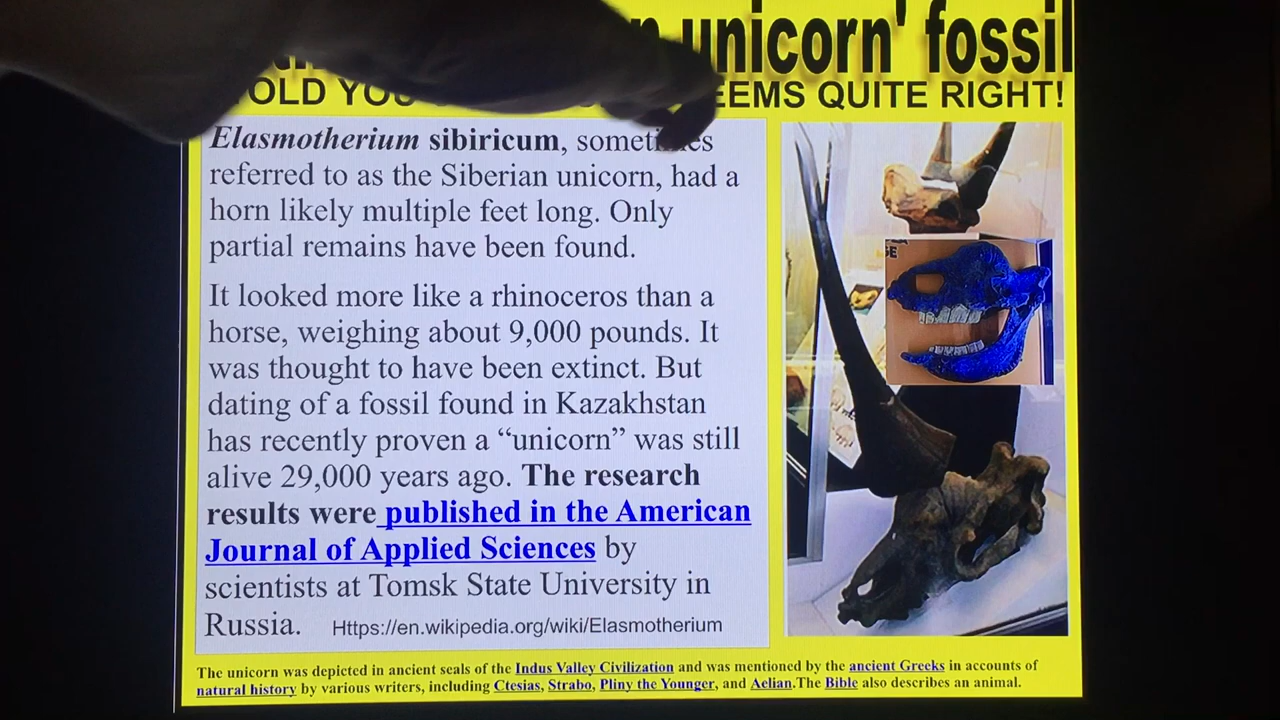 unicorn' fossil
OLD YOU EEMS QUITE RIGHT!
Elasmotherium sibiricum, sometimes
referred to as the Siberian unicorn, had a
horn likely multiple feet long. Only
partial remains have been found.
It looked more like a rhinoceros than a
horse, weighing about 9,000 pounds. It
was thought to have been extinct. But
dating of a fossil found in Kazakhstan
has recently proven a “unicorn” was still
alive 29,000 years ago. The research
results were published in the American
Journal of Applied Sciences by
scientists at Tomsk State University in
Russia. Https://en.wikipedia.org/wiki/Elasmotherium
The unicorn was depicted in ancient seals of the Indus Valley Civilization and was mentioned by the ancient Greeks in accounts of
natural history by various writers, including Ctesias, Strabo, Pliny the Younger, and Aelian.The Bible also describes an animal.